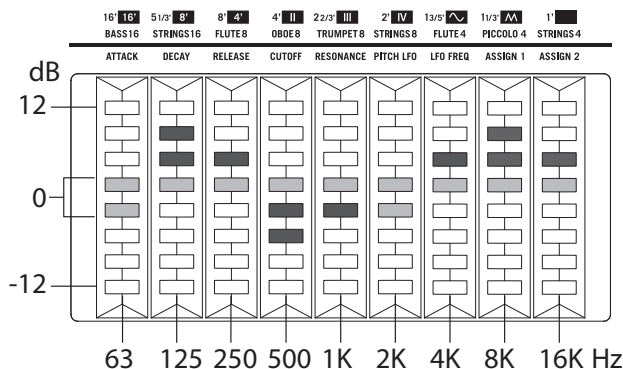 16' 16' 5 1/3' 8' 8' 4' 4' II 2 2/3' III 2' IV 1 3/5' 1 1/3' 1'
BASS16 STRINGS16 FLUTE8 OBOE8 TRUMPET8 STRINGS8 FLUTE4 PICCOLO 4 STRINGS4
ATTACK DECAY RELEASE CUTOFF RESONANCE PITCH LFO LFO FREQ ASSIGN 1 ASSIGN 2
dB
12
0
-12
63 125 250 500 1K 2K 4K 8K 16K Hz